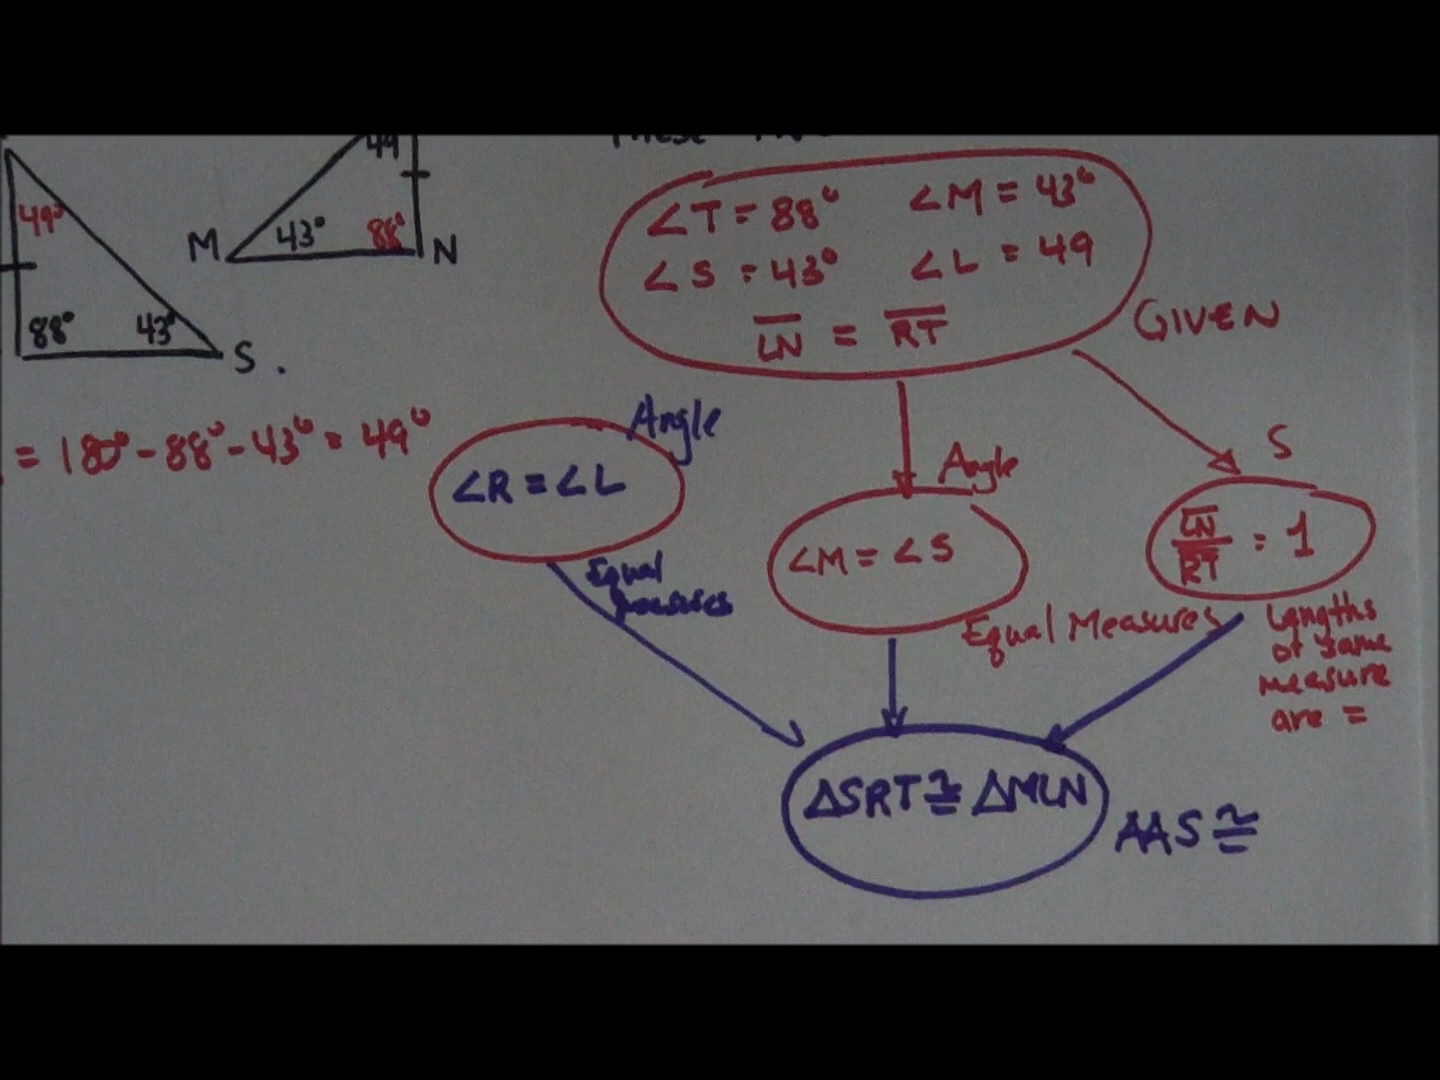 49°
88° 43° S.
49
M 43° 88° N
= 180° - 88° - 43° = 49°
∠T = 88° ∠M = 43°
∠S = 43° ∠L = 49
LN = RT
GIVEN
Angle
∠R = ∠L
Equal
Measures
Angle
∠M = ∠S
Equal Measures
S
LN
RT
= 1
Lengths
of same
measure
are =
ΔSRT ≅ ΔMLN
AAS ≅